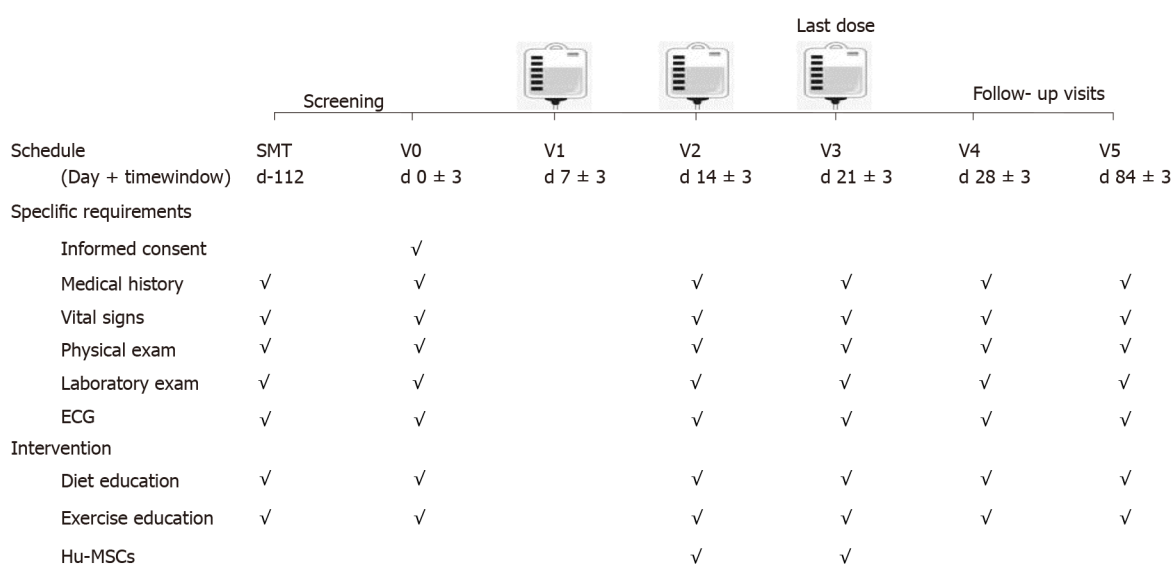 Last dose
Screening
Follow- up visits
Schedule SMT V0 V1 V2 V3 V4 V5
(Day + timewindow) d-112 d 0 ± 3 d 7 ± 3 d 14 ± 3 d 21 ± 3 d 28 ± 3 d 84 ± 3
Speclific requirements
Informed consent √
Medical history √ √ √ √ √ √
Vital signs √ √ √ √ √ √
Physical exam √ √ √ √ √ √
Laboratory exam √ √ √ √ √ √
ECG √ √ √ √ √ √
Intervention
Diet education √ √ √ √ √ √
Exercise education √ √ √ √ √ √
Hu-MSCs √ √